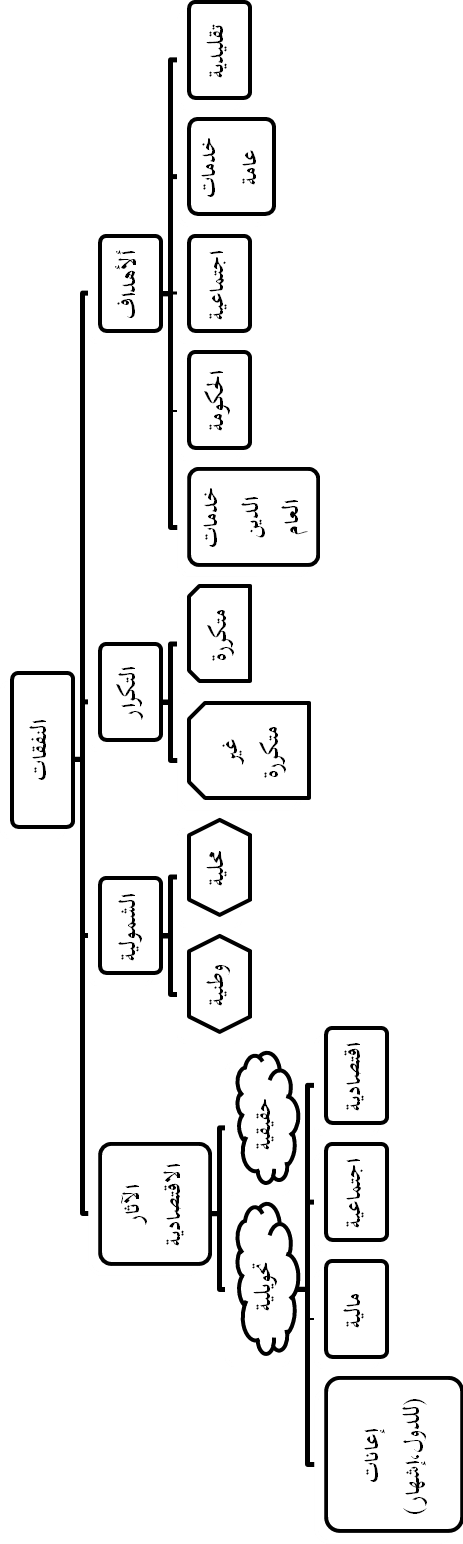 النفقات
ألأهداف
التكرار
الشمولية
الآثار
الاقتصادية
تقليدية
خدمات
عامة
اجتماعية
الحكومة
خدمات
الدين
العام
متكررة
غير
متكررة
محلية
وطنية
حقيقية
تحويلية
اقتصادية
اجتماعية
مالية
إعانات
(للدول،إشهار)